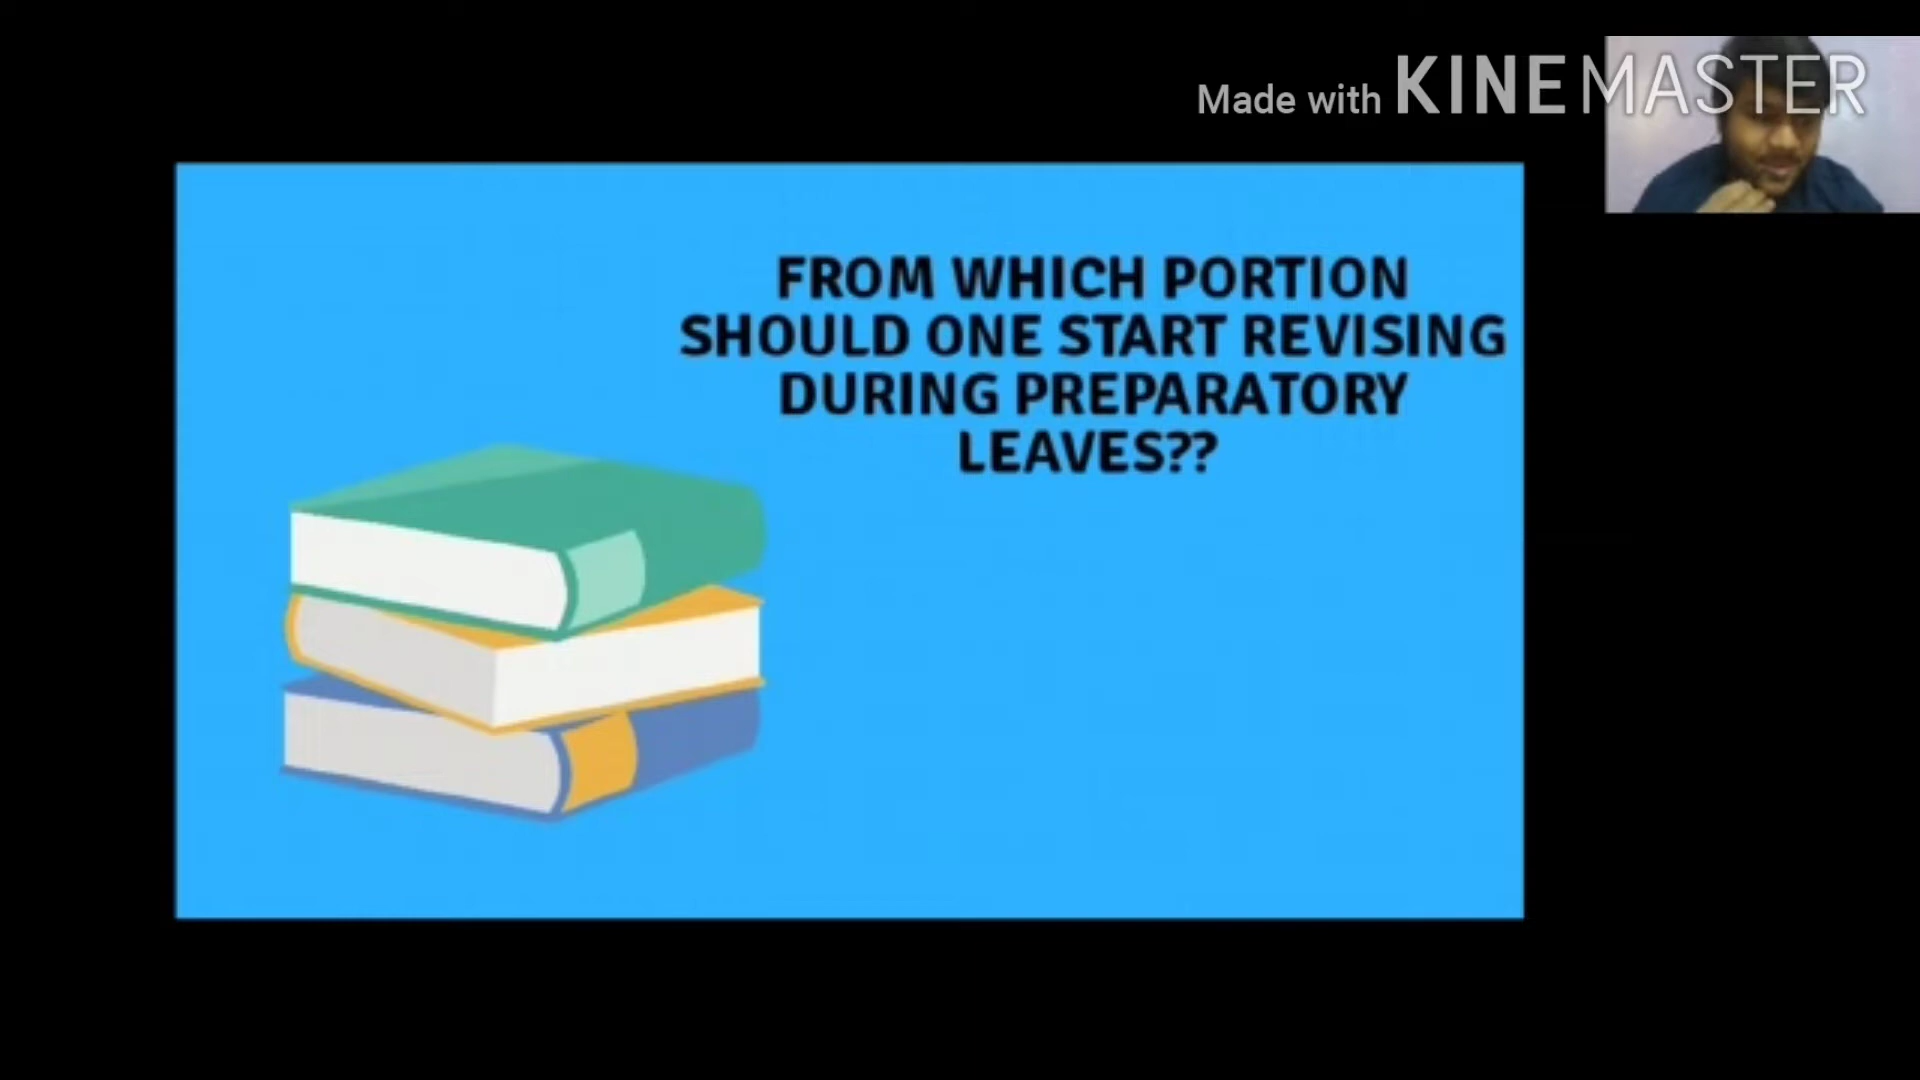 Made with KINEMASTER
FROM WHICH PORTION
SHOULD ONE START REVISING
DURING PREPARATORY
LEAVES??